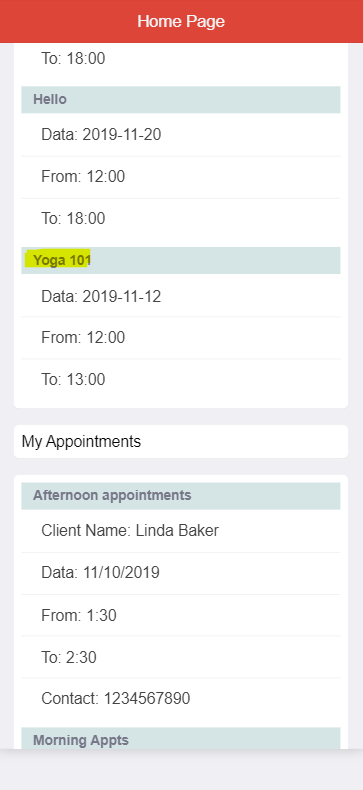 Home Page
To: 18:00
Hello
Data: 2019-11-20
From: 12:00
To: 18:00
Yoga 101
Data: 2019-11-12
From: 12:00
To: 13:00
My Appointments
Afternoon appointments
Client Name: Linda Baker
Data: 11/10/2019
From: 1:30
To: 2:30
Contact: 1234567890
Morning Appts